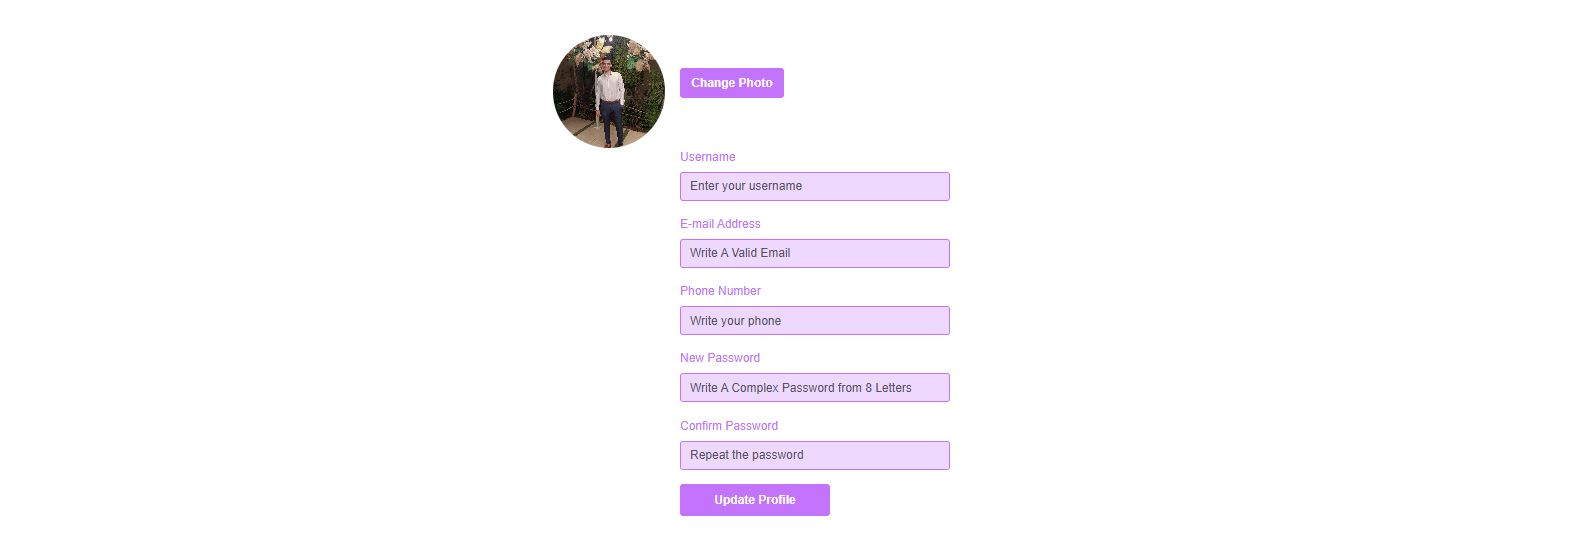 Change Photo
Username
Enter your username
E-mail Address
Write A Valid Email
Phone Number
Write your phone
New Password
Write A Complex Password from 8 Letters
Confirm Password
Repeat the password
Update Profile